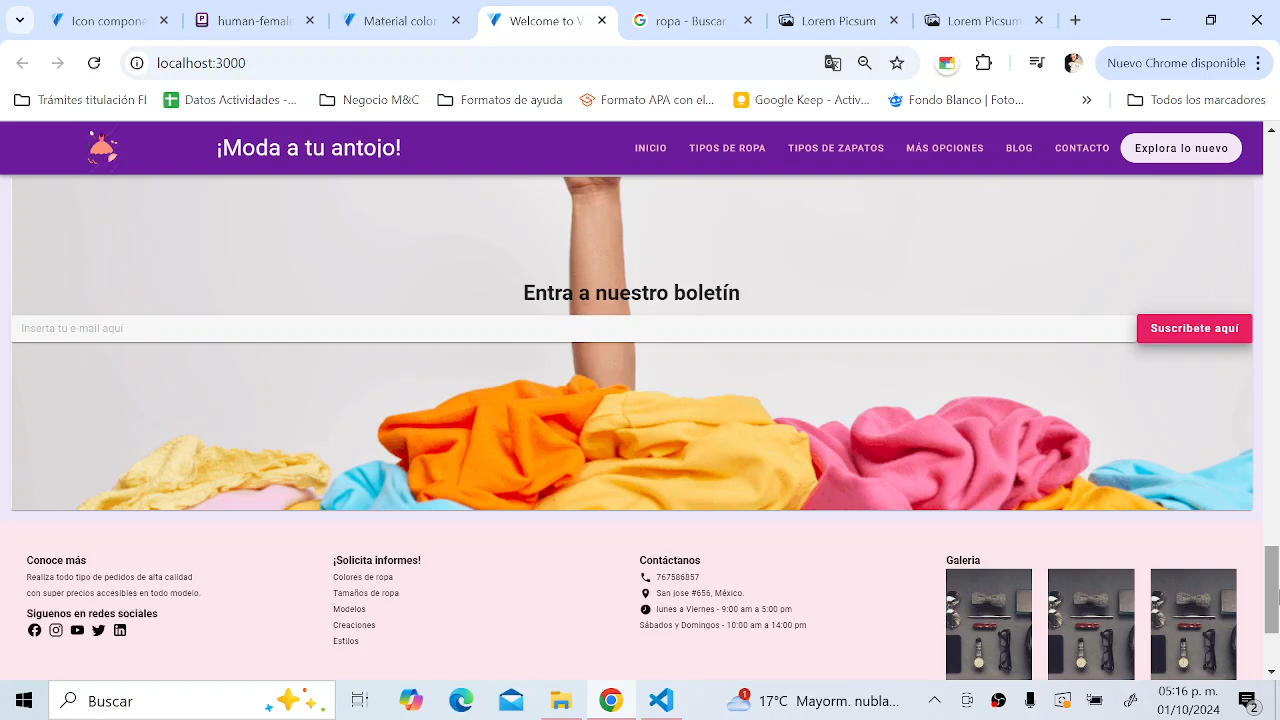 Icon compone
human-female
Material color
Welcome to V
ropa - Buscar
Lorem Picsum
Lorem Picsum
localhost:3000
Nuevo Chrome disponible
Trámites titulación FI
Datos Actividades -...
Negocio M&C
Formatos de ayuda
Formato APA con el...
Google Keep - Activ...
Fondo Blanco | Foto...
Todos los marcadores
¡Moda a tu antojo!
INICIO
TIPOS DE ROPA
TIPOS DE ZAPATOS
MÁS OPCIONES
BLOG
CONTACTO
Explora lo nuevo
Entra a nuestro boletín
Inserta tu e-mail aquí
Suscríbete aquí
Conoce más
Realiza todo tipo de pedidos de alta calidad
con super precios accesibles en todo modelo.
Síguenos en redes sociales
¡Solicita informes!
Colores de ropa
Tamaños de ropa
Modelos
Creaciones
Estilos
Contáctanos
767586857
San jose #656, México.
lunes a Viernes - 9:00 am a 5:00 pm
Sábados y Domingos - 10:00 am a 14:00 pm
Galeria
Buscar
1
17°C Mayorm. nubla...
05:16 p. m.
01/10/2024
2